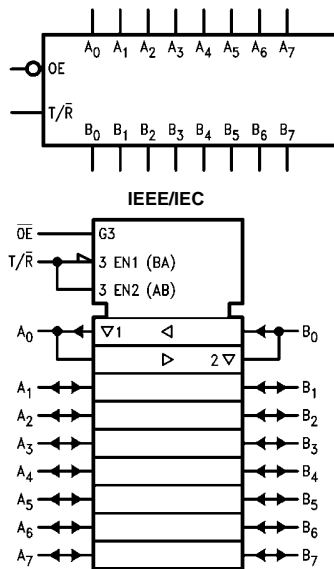 A₀ A₁ A₂ A₃ A₄ A₅ A₆ A₇
OE
T/R̅
B₀ B₁ B₂ B₃ B₄ B₅ B₆ B₇
IEEE/IEC
O̅E̅ G3
T/R̅ 3 EN1 (BA)
3 EN2 (AB)
A₀ ▽1 ◁ B₀
▷ 2▽
A₁ B₁
A₂ B₂
A₃ B₃
A₄ B₄
A₅ B₅
A₆ B₆
A₇ B₇